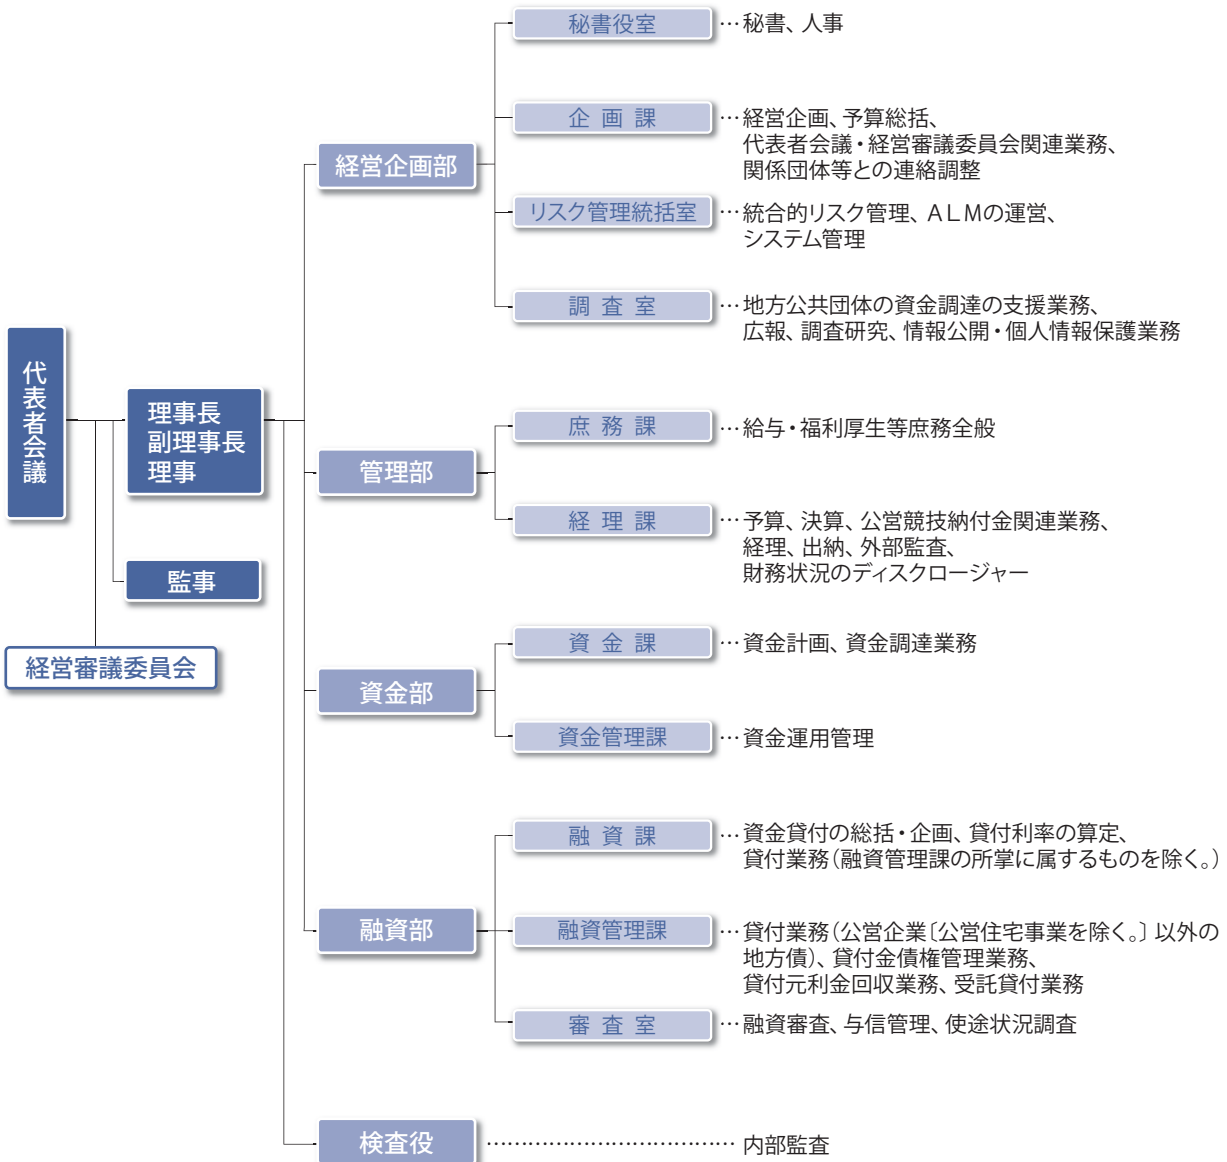 代表者会議
理事長
副理事長
理事
監事
経営審議委員会
経営企画部
秘書役室
…秘書、人事
企画課
…経営企画、予算総括、
代表者会議・経営審議委員会関連業務、
関係団体等との連絡調整
リスク管理統括室
…統合的リスク管理、ALMの運営、
システム管理
調査室
…地方公共団体の資金調達の支援業務、
広報、調査研究、情報公開・個人情報保護業務
管理部
庶務課
…給与・福利厚生等庶務全般
経理課
…予算、決算、公営競技納付金関連業務、
経理、出納、外部監査、
財務状況のディスクロージャー
資金部
資金課
…資金計画、資金調達業務
資金管理課
…資金運用管理
融資部
融資課
…資金貸付の総括・企画、貸付利率の算定、
貸付業務(融資管理課の所掌に属するものを除く。)
融資管理課
…貸付業務(公営企業〔公営住宅事業を除く。〕以外の
地方債)、貸付金債権管理業務、
貸付元利金回収業務、受託貸付業務
審査室
…融資審査、与信管理、使途状況調査
検査役
…………………………… 内部監査